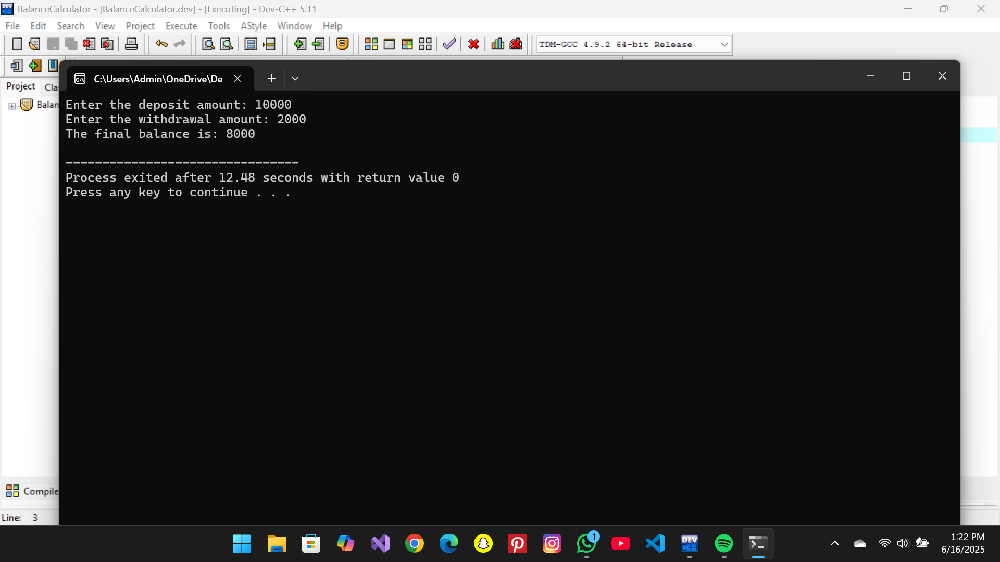 BalanceCalculator - [BalanceCalculator.dev] - [Executing] - Dev-C++ 5.11
File Edit Search View Project Execute Tools AStyle Window Help
TDM-GCC 4.9.2 64-bit Release
Project Clas
C:\Users\Admin\OneDrive\De
Balan
Enter the deposit amount: 10000
Enter the withdrawal amount: 2000
The final balance is: 8000
--------------------------------
Process exited after 12.48 seconds with return value 0
Press any key to continue . . .
Compile
Line: 3
DEV C++
1
1:22 PM
6/16/2025